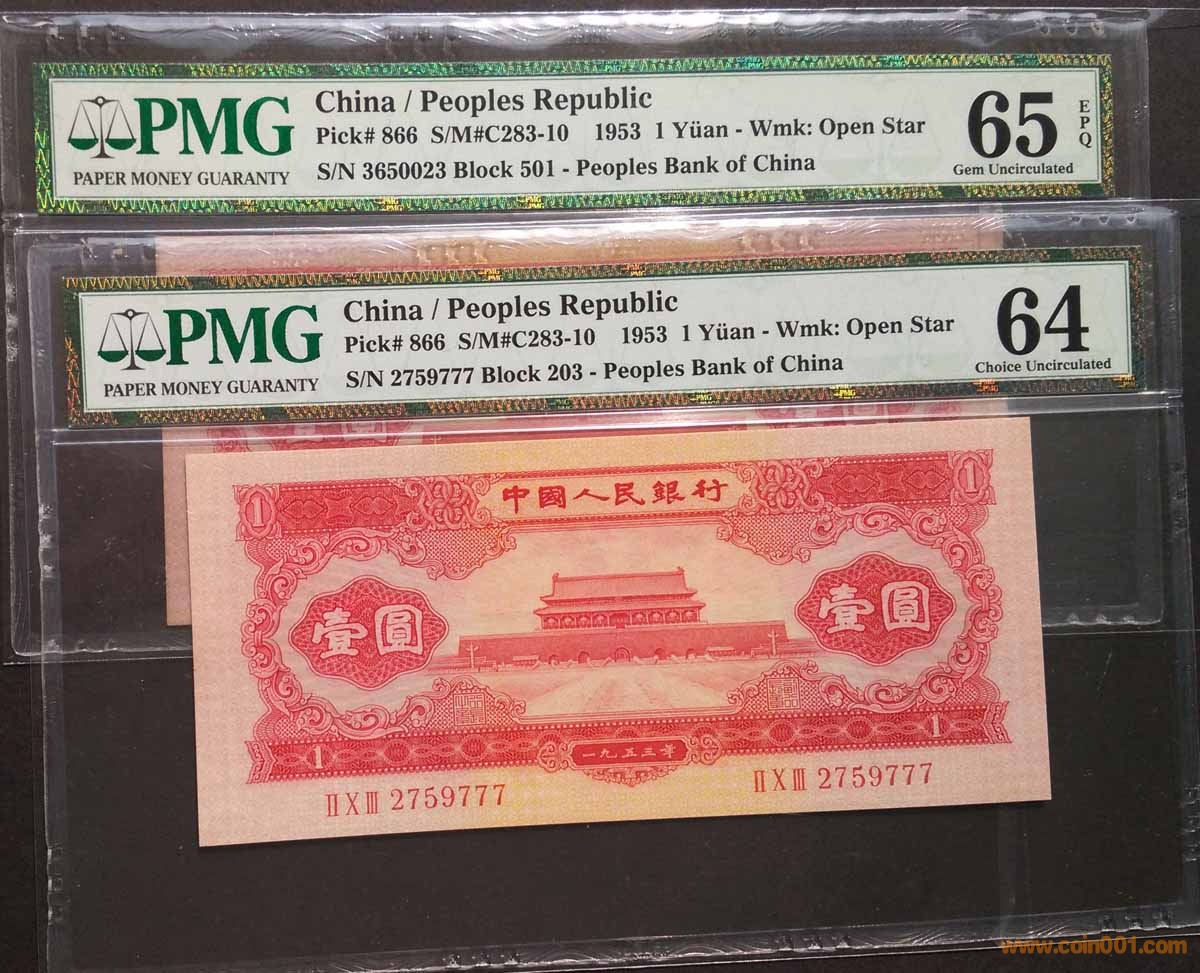 PMG
PAPER MONEY GUARANTY
China / Peoples Republic
Pick# 866 S/M#C283-10 1953 1 Yüan - Wmk: Open Star
S/N 3650023 Block 501 - Peoples Bank of China
65
EPQ
Gem Uncirculated
PMG
PAPER MONEY GUARANTY
China / Peoples Republic
Pick# 866 S/M#C283-10 1953 1 Yüan - Wmk: Open Star
S/N 2759777 Block 203 - Peoples Bank of China
64
Choice Uncirculated
1 中國人民銀行 1
壹圓 壹圓
1 一九五三年 1
ⅡⅩⅢ 2759777 ⅡⅩⅢ 2759777
www.coin001.com